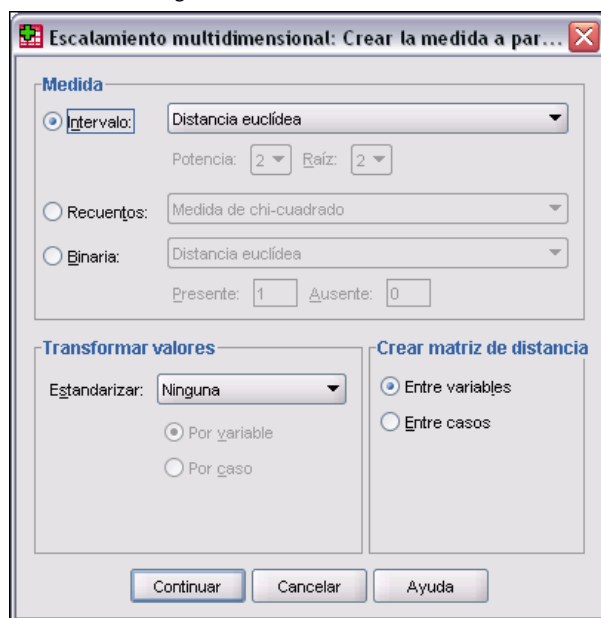 Escalamiento multidimensional: Crear la medida a par...
Medida
Intervalo: Distancia euclídea
Potencia: 2 Raíz: 2
Recuentos: Medida de chi-cuadrado
Binaria: Distancia euclídea
Presente: 1 Ausente: 0
Transformar valores
Estandarizar: Ninguna
Por variable
Por caso
Crear matriz de distancia
Entre variables
Entre casos
Continuar Cancelar Ayuda